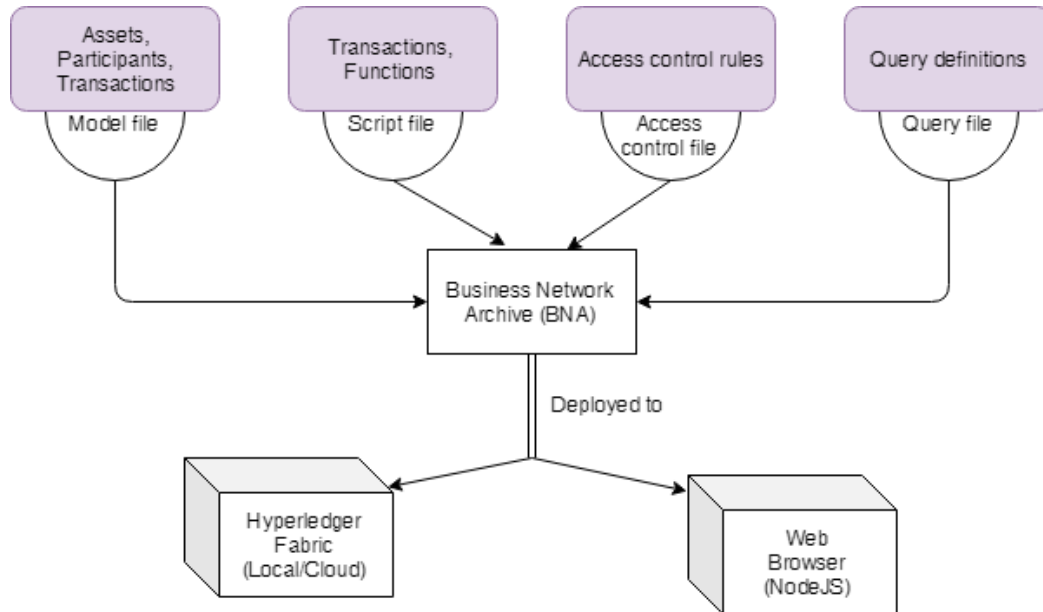 Assets,
Participants,
Transactions
Model file
Transactions,
Functions
Script file
Access control rules
Access
control file
Query definitions
Query file
Business Network
Archive (BNA)
Deployed to
Hyperledger
Fabric
(Local/Cloud)
Web
Browser
(NodeJS)